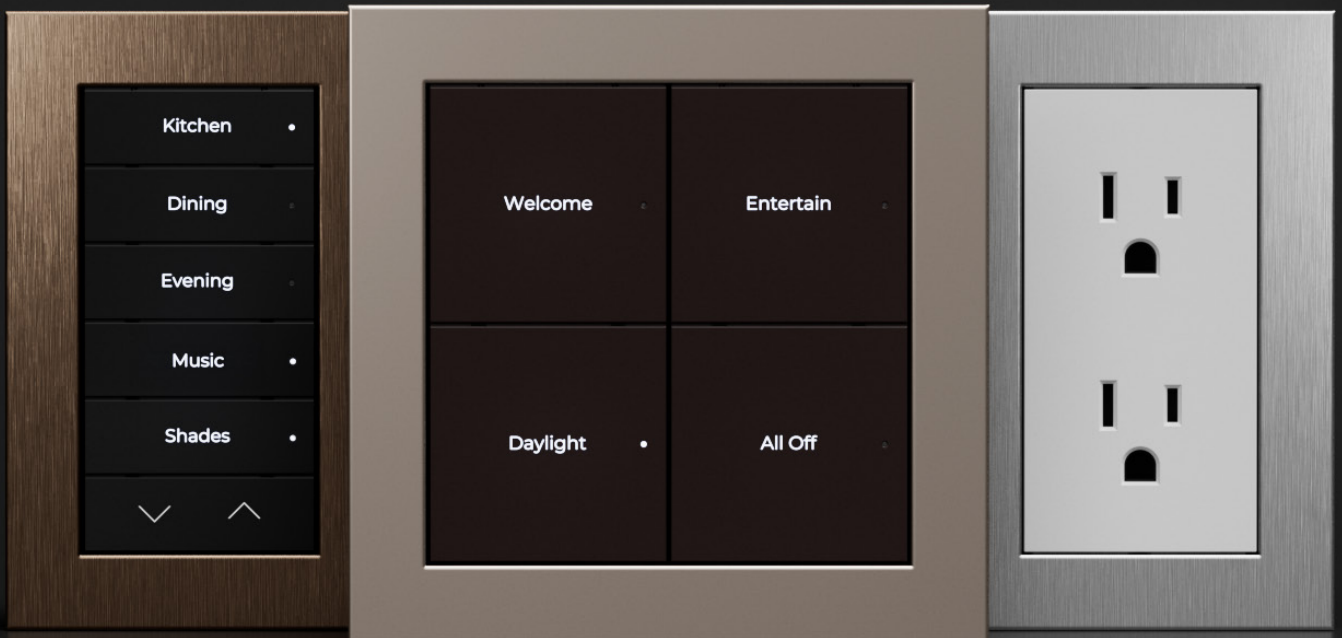 Kitchen
Dining
Evening
Music
Shades
Welcome
Entertain
Daylight
All Off